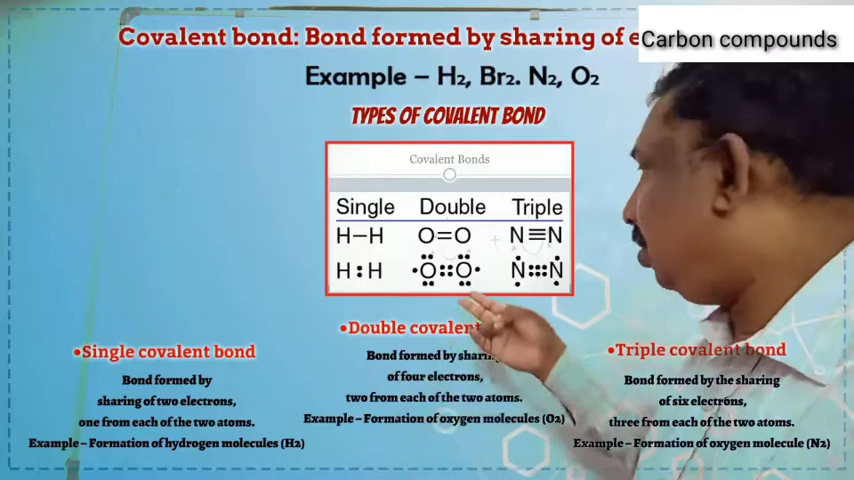 Covalent bond: Bond formed by sharing of
Carbon compounds
Example – H₂, Br₂. N₂, O₂
TYPES OF COVALENT BOND
Covalent Bonds
Single Double Triple
H–H O=O N≡N
H:H O::O N:::N
•Single covalent bond
Bond formed by
sharing of two electrons,
one from each of the two atoms.
Example – Formation of hydrogen molecules (H2)
•Double covalent
Bond formed by sharing
of four electrons,
two from each of the two atoms.
Example – Formation of oxygen molecules (O2)
•Triple covalent bond
Bond formed by the sharing
of six electrons,
three from each of the two atoms.
Example – Formation of oxygen molecule (N2)